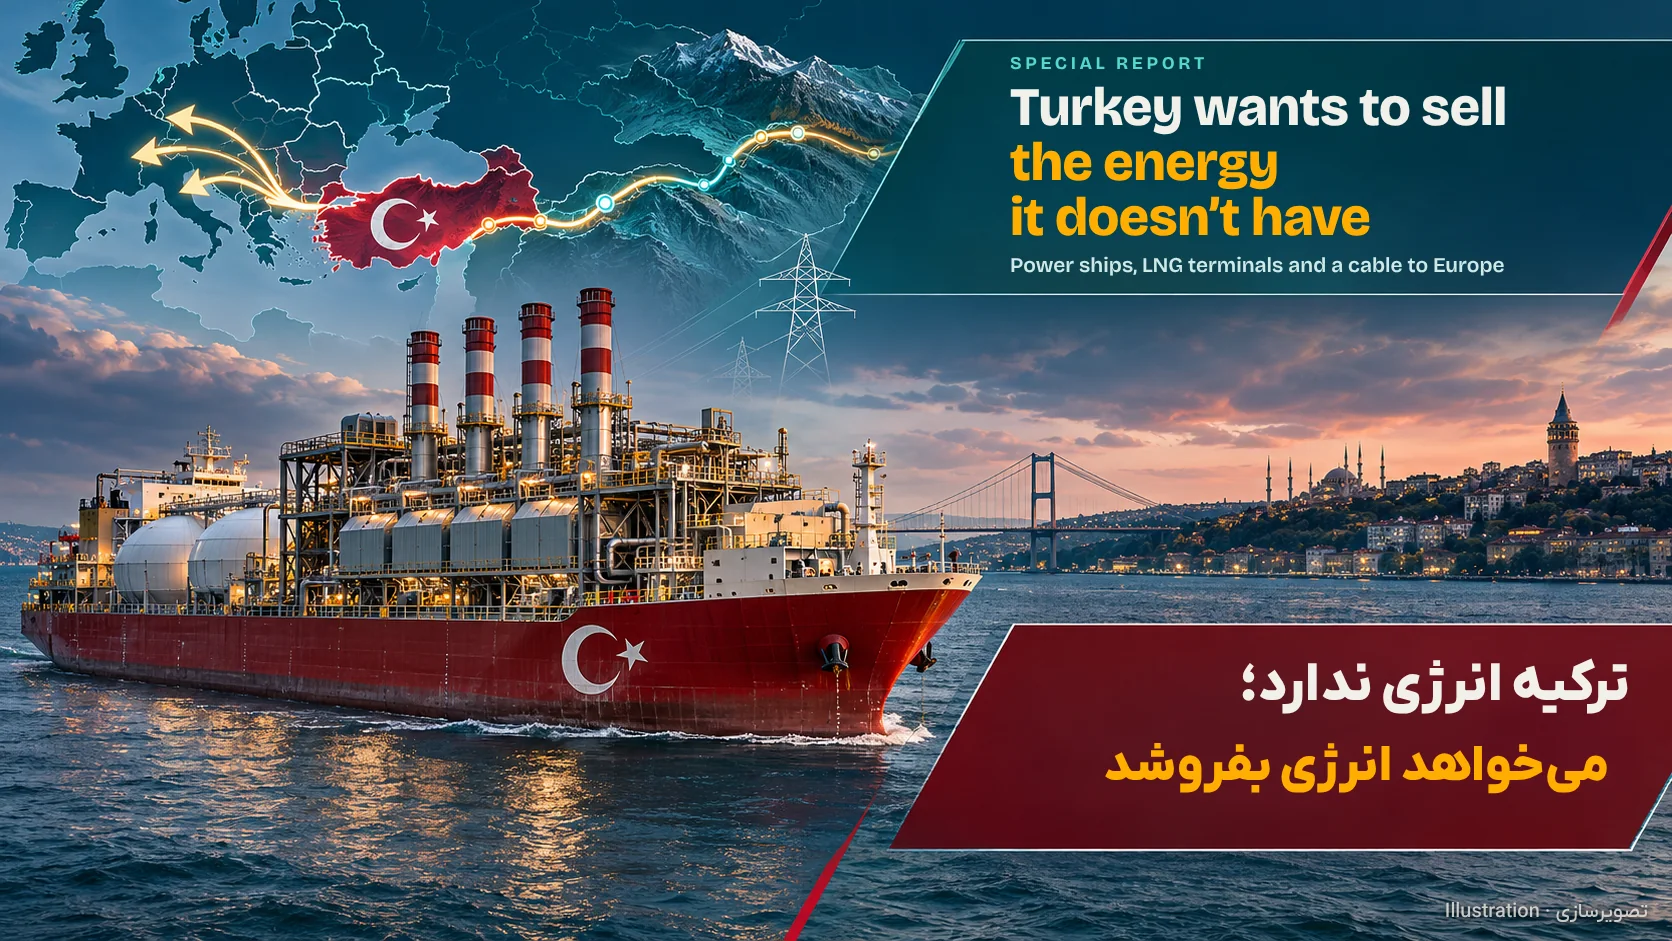 SPECIAL REPORT
Turkey wants to sell
the energy
it doesn't have
Power ships, LNG terminals and a cable to Europe
ترکیه انرژی ندارد؛
می‌خواهد انرژی بفروشد
Illustration · تصویرسازی